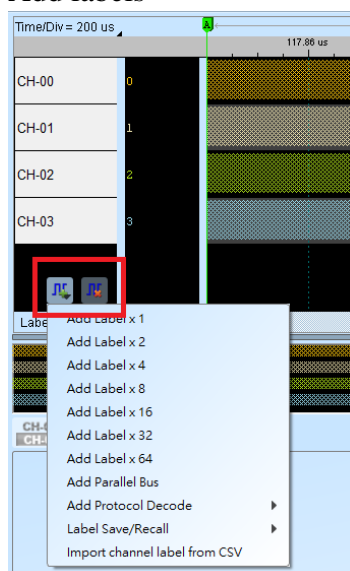 Add labels
Time/Div = 200 us
A
117.86 us
CH-00 0
CH-01 1
CH-02 2
CH-03 3
Add Label x 1
Add Label x 2
Add Label x 4
Add Label x 8
Add Label x 16
Add Label x 32
Add Label x 64
Add Parallel Bus
Add Protocol Decode
Label Save/Recall
Import channel label from CSV